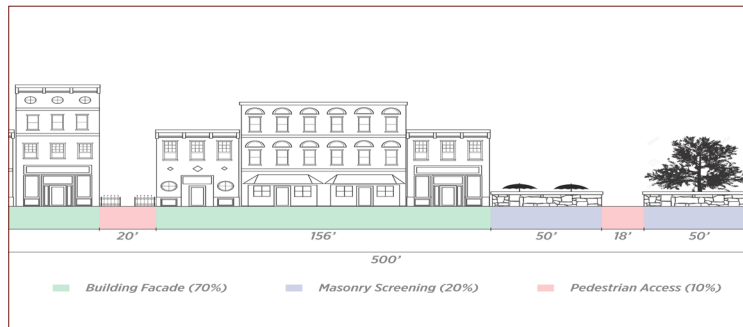 20’ 156’ 50’ 18’ 50’
500’
Building Facade (70%) Masonry Screening (20%) Pedestrian Access (10%)